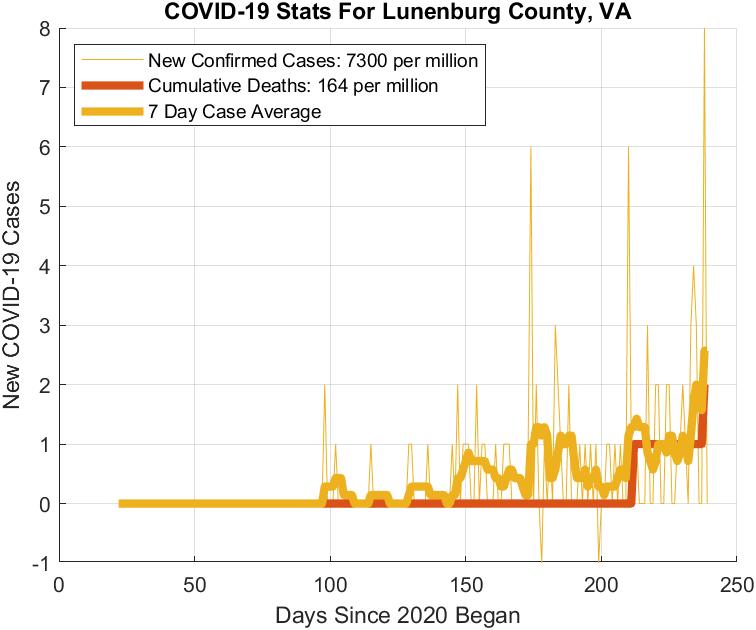 COVID-19 Stats For Lunenburg County, VA
New Confirmed Cases: 7300 per million
Cumulative Deaths: 164 per million
7 Day Case Average
8
7
6
5
4
3
2
1
0
-1
New COVID-19 Cases
0 50 100 150 200 250
Days Since 2020 Began